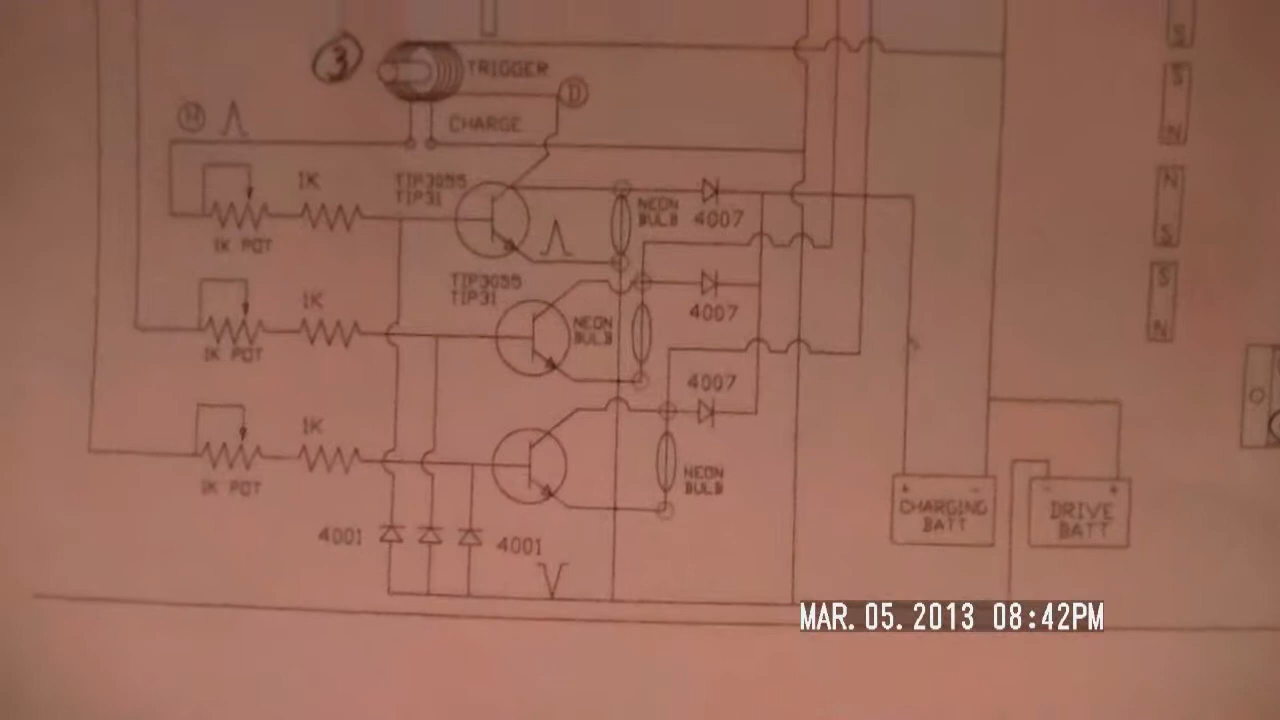 S
3
TRIGGER
S
D
H
CHARGE
N
1K
TIP3055
TIP31
N
NEON
BULB
4007
1K POT
S
TIP3055
TIP31
S
1K
4007
NEON
BULB
N
1K POT
4007
1K
NEON
BULB
1K POT
+ -
- +
CHARGING
BATT
DRIVE
BATT
4001
4001
MAR. 05. 2013 08:42PM